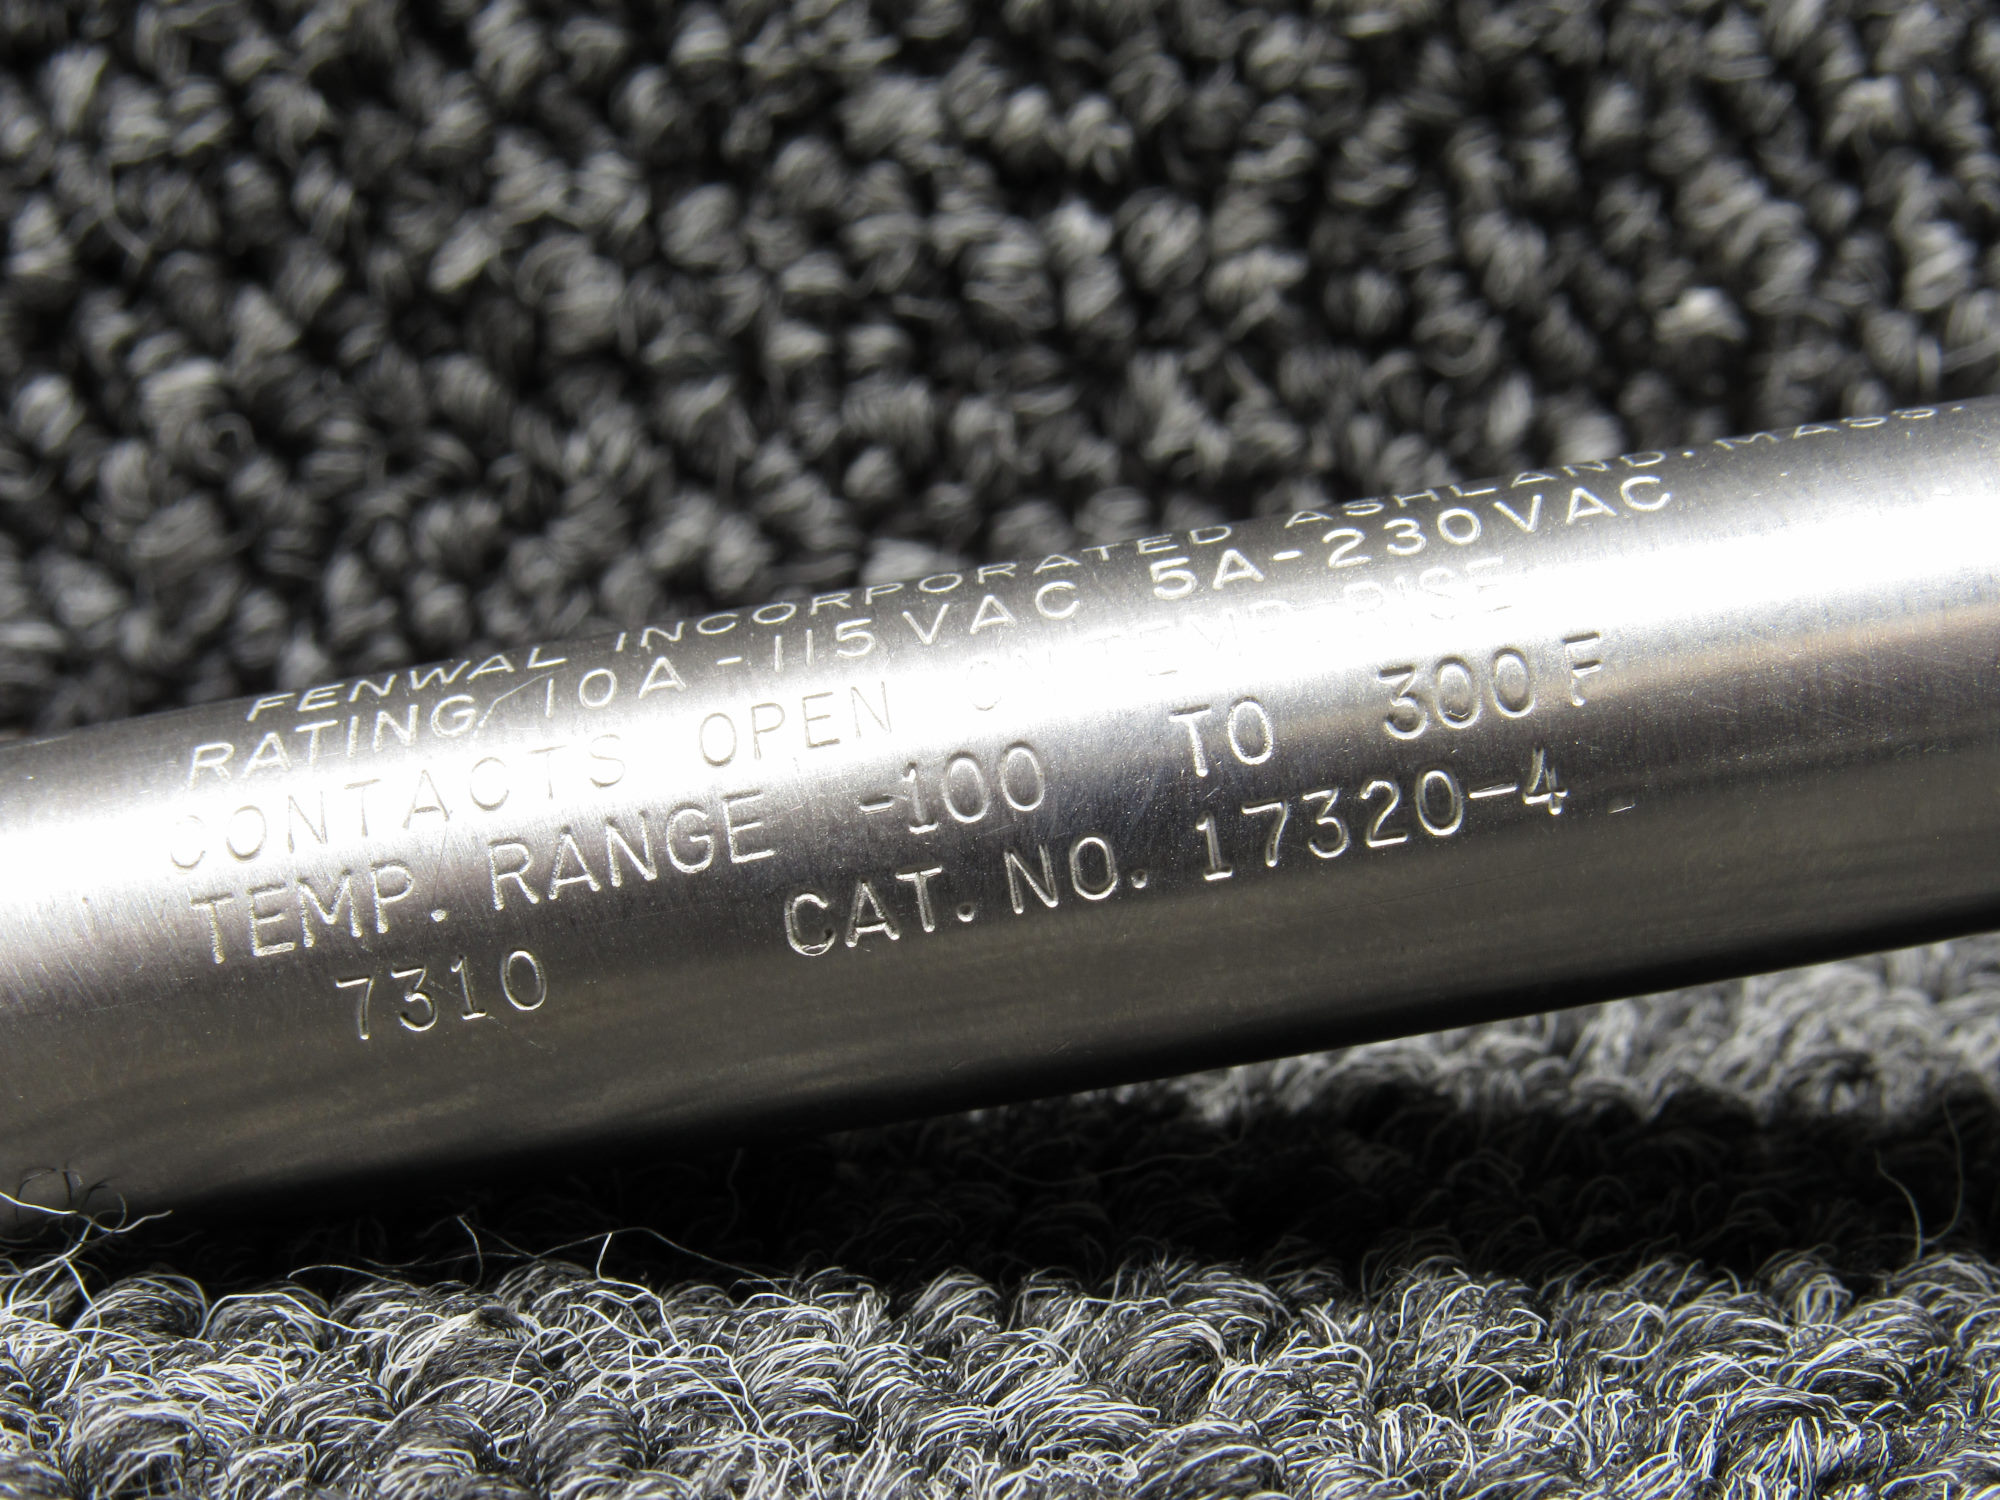 FENWAL INCORPORATED ASHLAND, MASS.
RATING 10A-115VAC 5A-230VAC
CONTACTS OPEN ON TEMP. RISE
TEMP. RANGE -100 TO 300 F
7310 CAT. NO. 17320-4